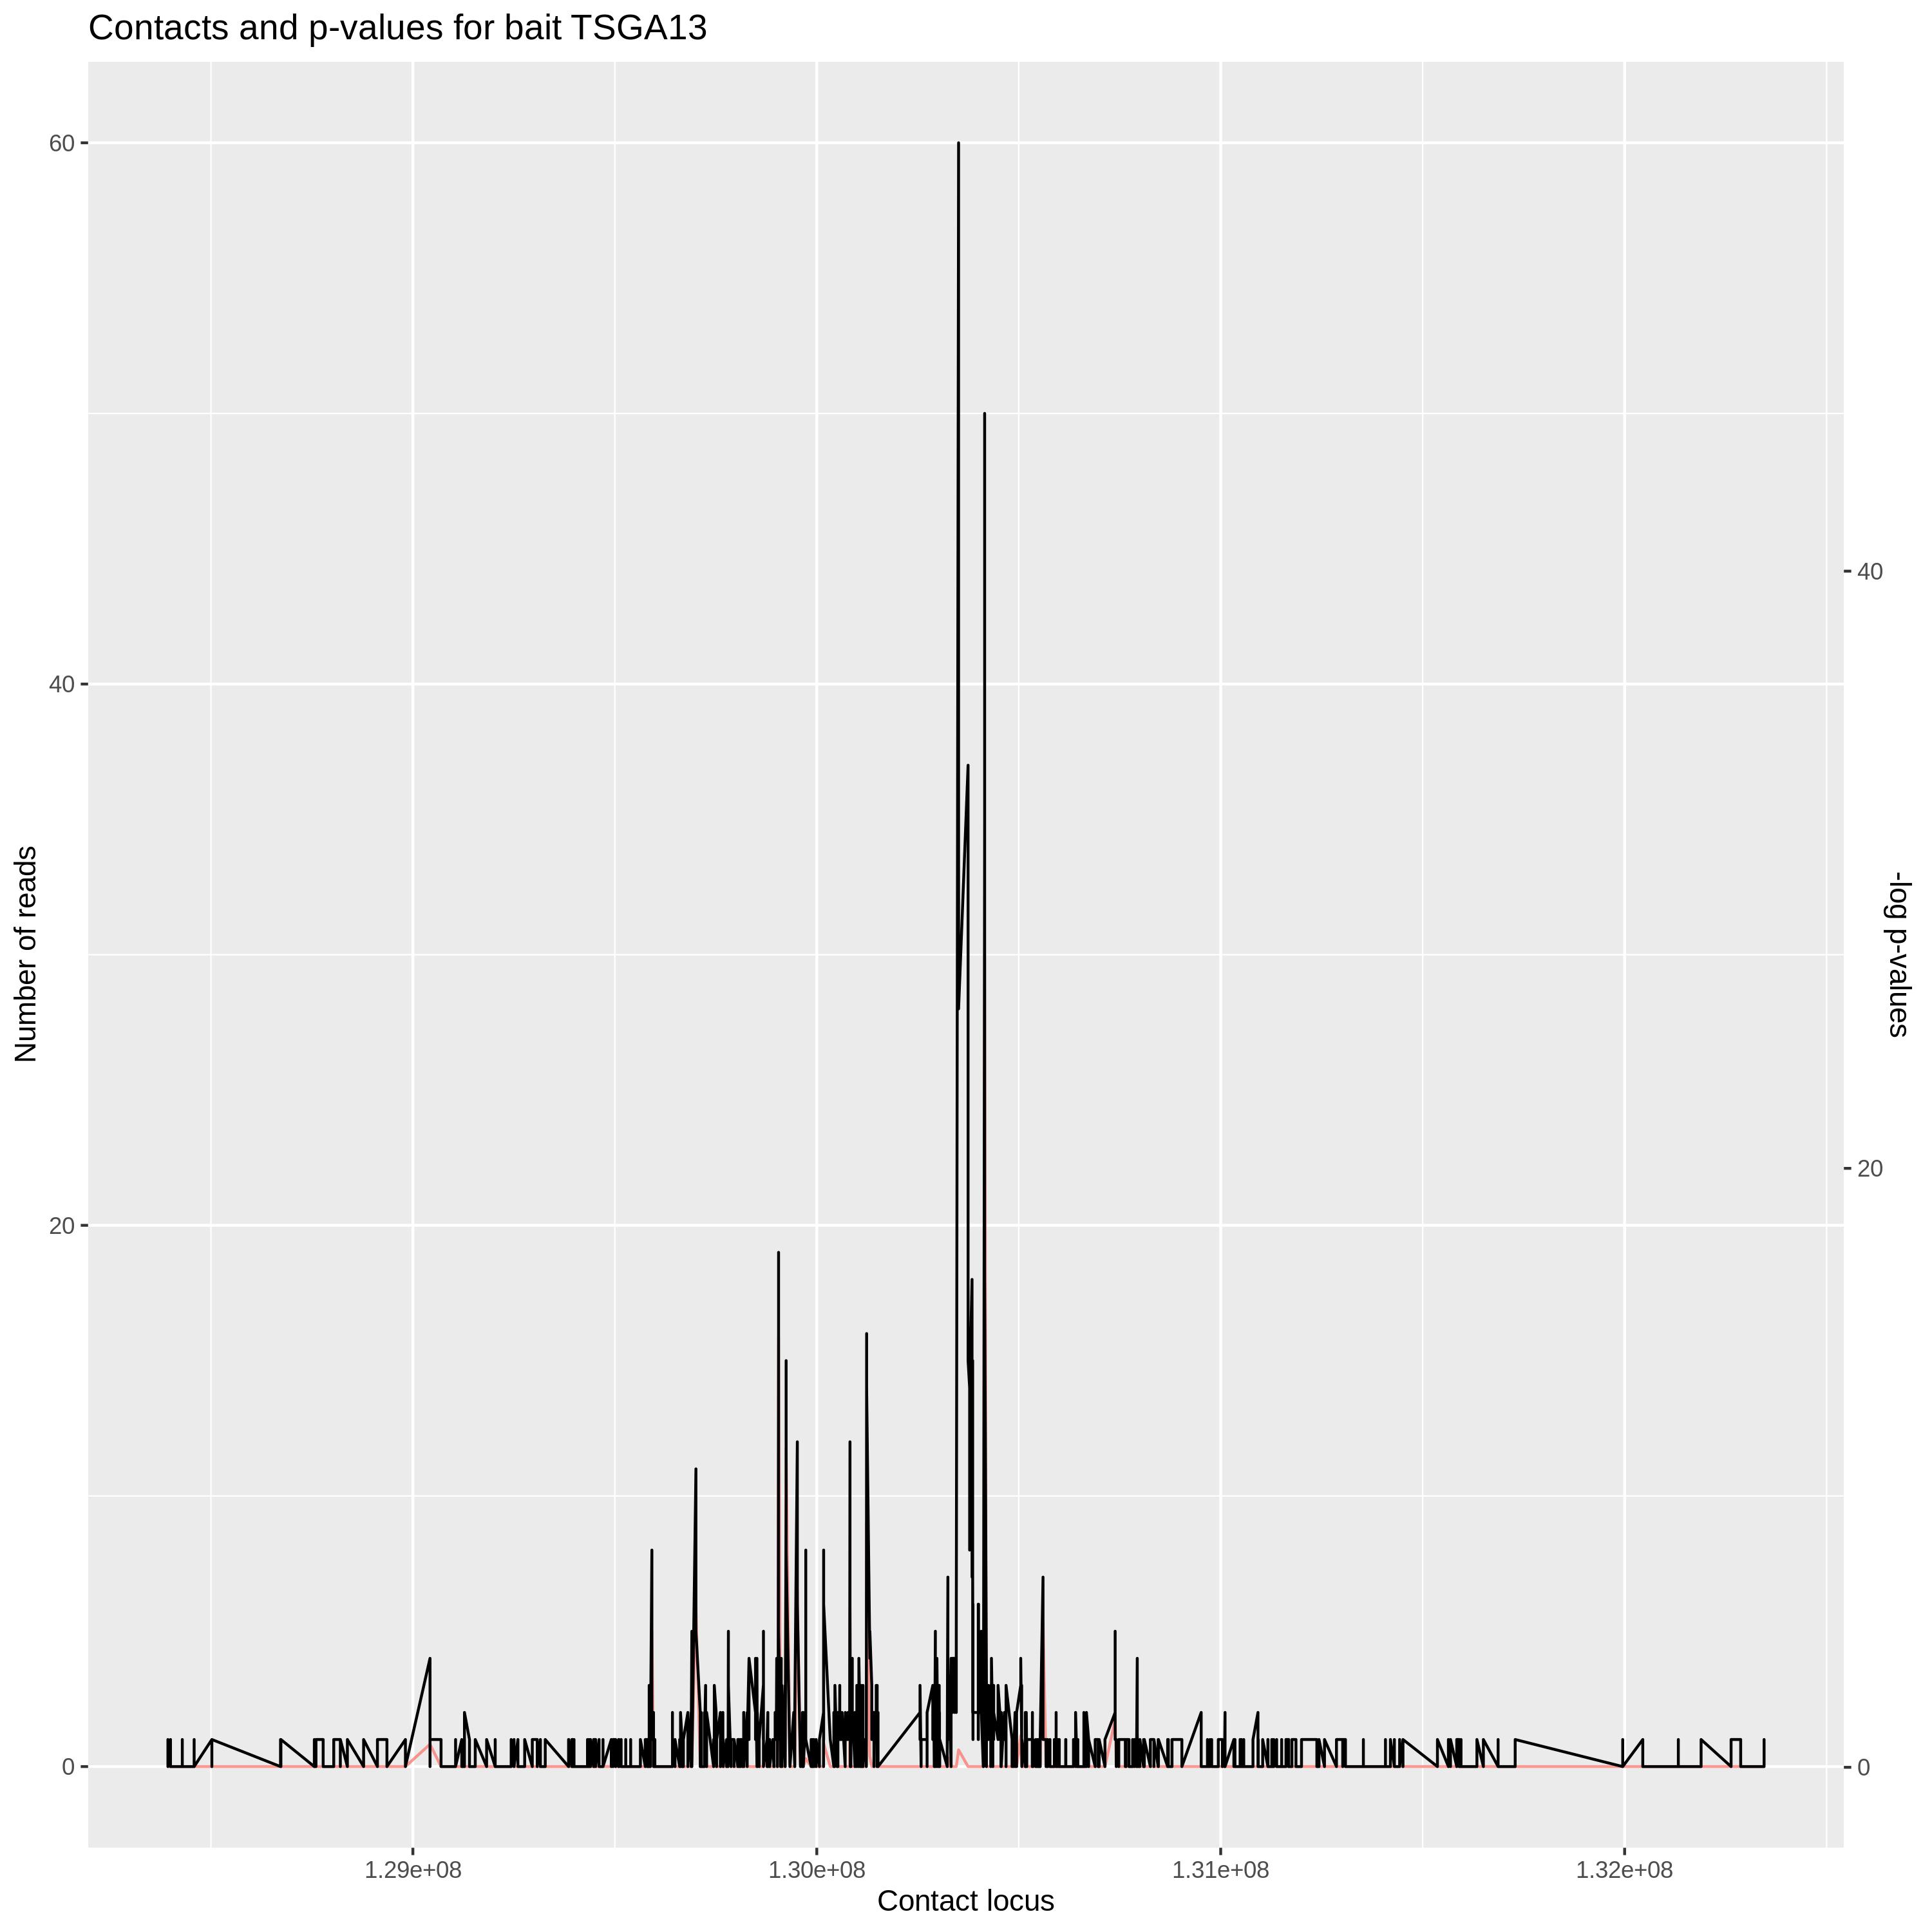 Contacts and p-values for bait TSGA13
60
40
20
0
Number of reads
40
20
0
-log p-values
1.29e+08
1.30e+08
1.31e+08
1.32e+08
Contact locus